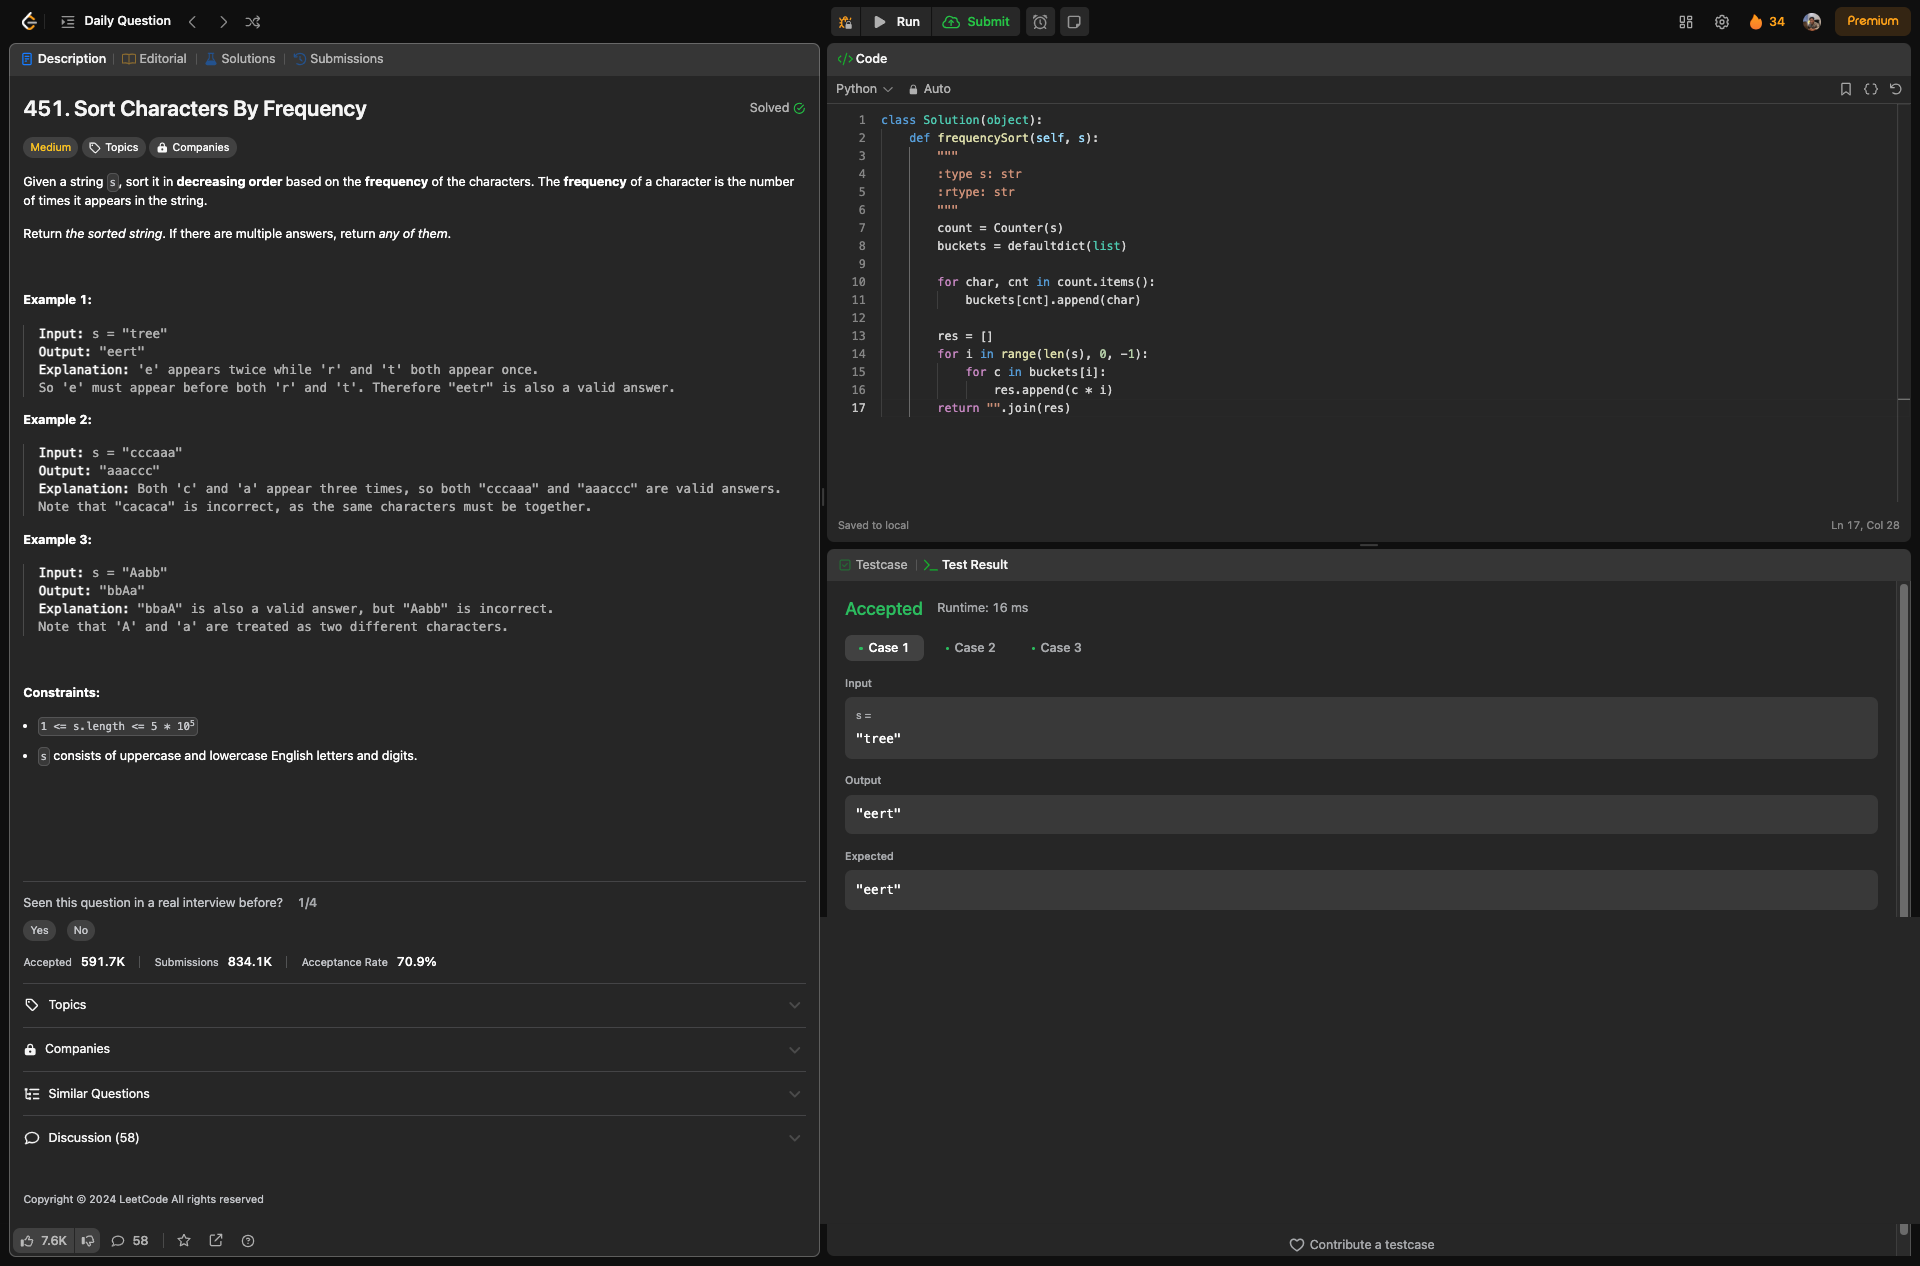 Daily Question
Run
Submit
34
Premium
Description
Editorial
Solutions
Submissions
451. Sort Characters By Frequency
Solved
Medium
Topics
Companies
Given a string s, sort it in decreasing order based on the frequency of the characters. The frequency of a character is the number
of times it appears in the string.
Return the sorted string. If there are multiple answers, return any of them.
Example 1:
Input: s = "tree"
Output: "eert"
Explanation: 'e' appears twice while 'r' and 't' both appear once.
So 'e' must appear before both 'r' and 't'. Therefore "eetr" is also a valid answer.
Example 2:
Input: s = "cccaaa"
Output: "aaaccc"
Explanation: Both 'c' and 'a' appear three times, so both "cccaaa" and "aaaccc" are valid answers.
Note that "cacaca" is incorrect, as the same characters must be together.
Example 3:
Input: s = "Aabb"
Output: "bbAa"
Explanation: "bbaA" is also a valid answer, but "Aabb" is incorrect.
Note that 'A' and 'a' are treated as two different characters.
Constraints:
• 1 <= s.length <= 5 * 10⁵
• s consists of uppercase and lowercase English letters and digits.
Seen this question in a real interview before? 1/4
Yes
No
Accepted 591.7K
Submissions 834.1K
Acceptance Rate 70.9%
Topics
Companies
Similar Questions
Discussion (58)
Copyright © 2024 LeetCode All rights reserved
7.6K
58
</> Code
Python
Auto
1 class Solution(object):
2     def frequencySort(self, s):
3         """
4         :type s: str
5         :rtype: str
6         """
7         count = Counter(s)
8         buckets = defaultdict(list)
9
10         for char, cnt in count.items():
11             buckets[cnt].append(char)
12
13         res = []
14         for i in range(len(s), 0, -1):
15             for c in buckets[i]:
16                 res.append(c * i)
17         return "".join(res)
Saved to local
Ln 17, Col 28
Testcase
Test Result
Accepted
Runtime: 16 ms
• Case 1
• Case 2
• Case 3
Input
s =
"tree"
Output
"eert"
Expected
"eert"
Contribute a testcase